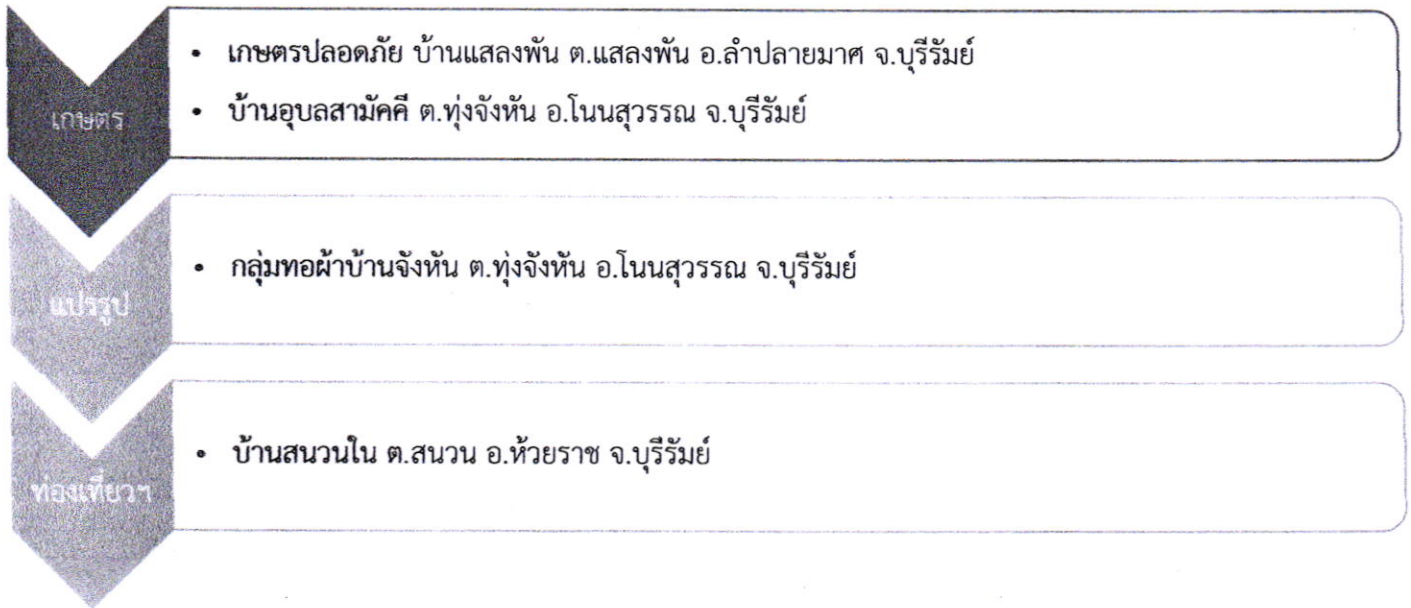 • เกษตรปลอดภัย บ้านแสลงพัน ต.แสลงพัน อ.ลำปลายมาศ จ.บุรีรัมย์
• บ้านอุบลสามัคคี ต.ทุ่งจังหัน อ.โนนสุวรรณ จ.บุรีรัมย์
เกษตร
• กลุ่มทอผ้าบ้านจังหัน ต.ทุ่งจังหัน อ.โนนสุวรรณ จ.บุรีรัมย์
แปรรูป
• บ้านสนวนใน ต.สนวน อ.ห้วยราช จ.บุรีรัมย์
ท่องเที่ยวฯ